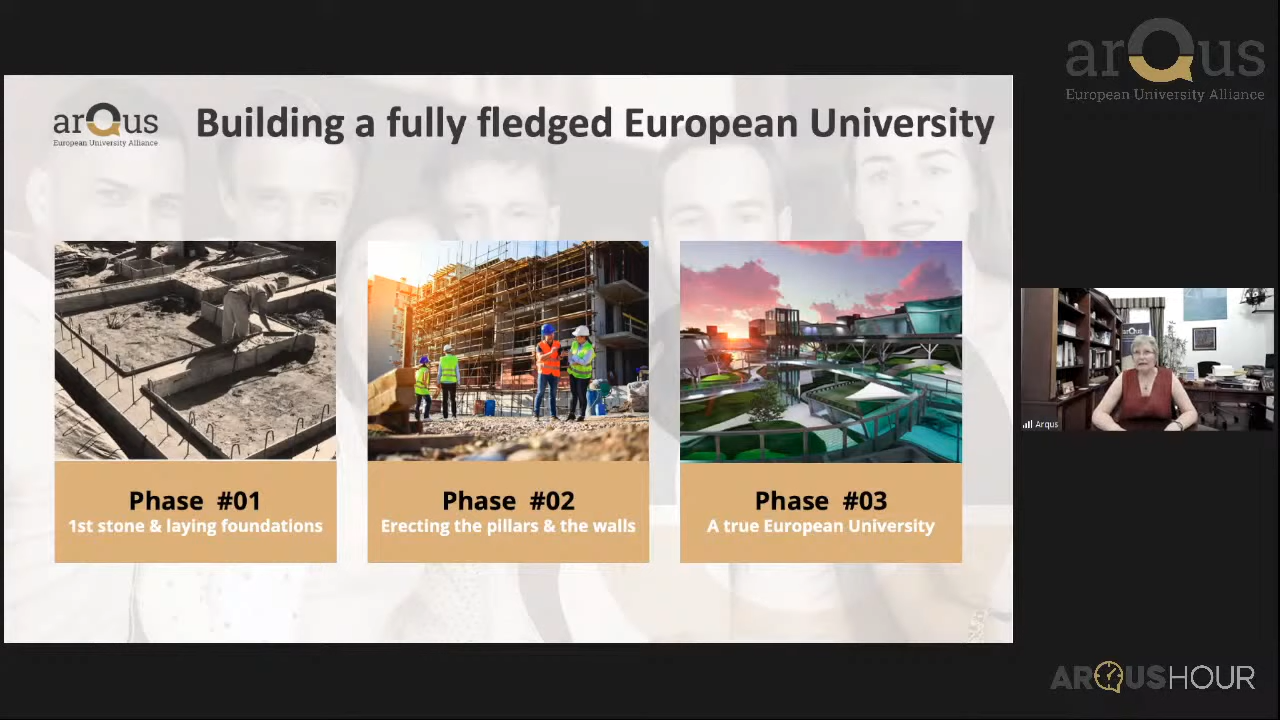 arQus
European University Alliance
Building a fully fledged European University
Phase #01
1st stone & laying foundations
Phase #02
Erecting the pillars & the walls
Phase #03
A true European University
arQus
European University Alliance
Arqus
ARQUSHOUR